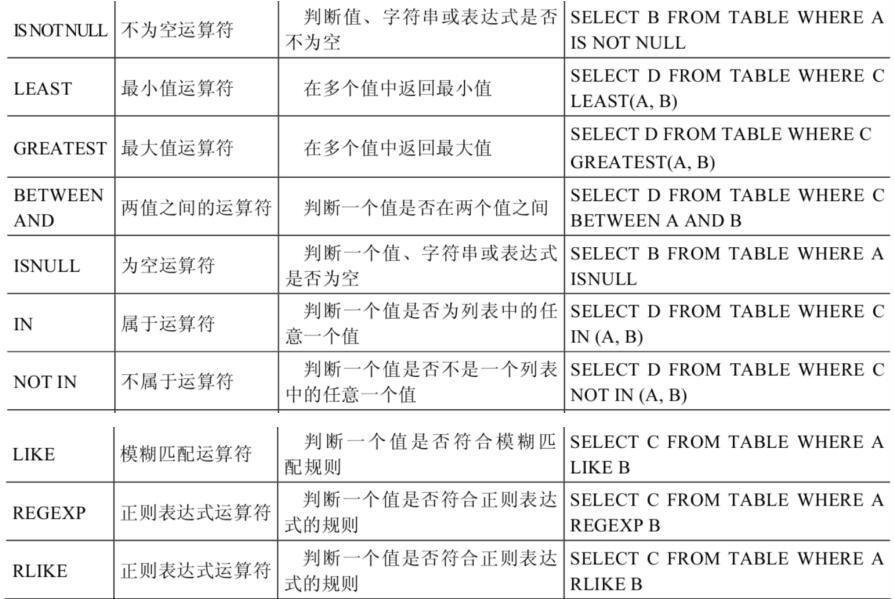 IS NOT NULL 不为空运算符 判断值、字符串或表达式是否不为空 SELECT B FROM TABLE WHERE A IS NOT NULL
LEAST 最小值运算符 在多个值中返回最小值 SELECT D FROM TABLE WHERE C LEAST(A, B)
GREATEST 最大值运算符 在多个值中返回最大值 SELECT D FROM TABLE WHERE C GREATEST(A, B)
BETWEEN AND 两值之间的运算符 判断一个值是否在两个值之间 SELECT D FROM TABLE WHERE C BETWEEN A AND B
ISNULL 为空运算符 判断一个值、字符串或表达式是否为空 SELECT B FROM TABLE WHERE A ISNULL
IN 属于运算符 判断一个值是否为列表中的任意一个值 SELECT D FROM TABLE WHERE C IN (A, B)
NOT IN 不属于运算符 判断一个值是否不是一个列表中的任意一个值 SELECT D FROM TABLE WHERE C NOT IN (A, B)
LIKE 模糊匹配运算符 判断一个值是否符合模糊匹配规则 SELECT C FROM TABLE WHERE A LIKE B
REGEXP 正则表达式运算符 判断一个值是否符合正则表达式的规则 SELECT C FROM TABLE WHERE A REGEXP B
RLIKE 正则表达式运算符 判断一个值是否符合正则表达式的规则 SELECT C FROM TABLE WHERE A RLIKE B